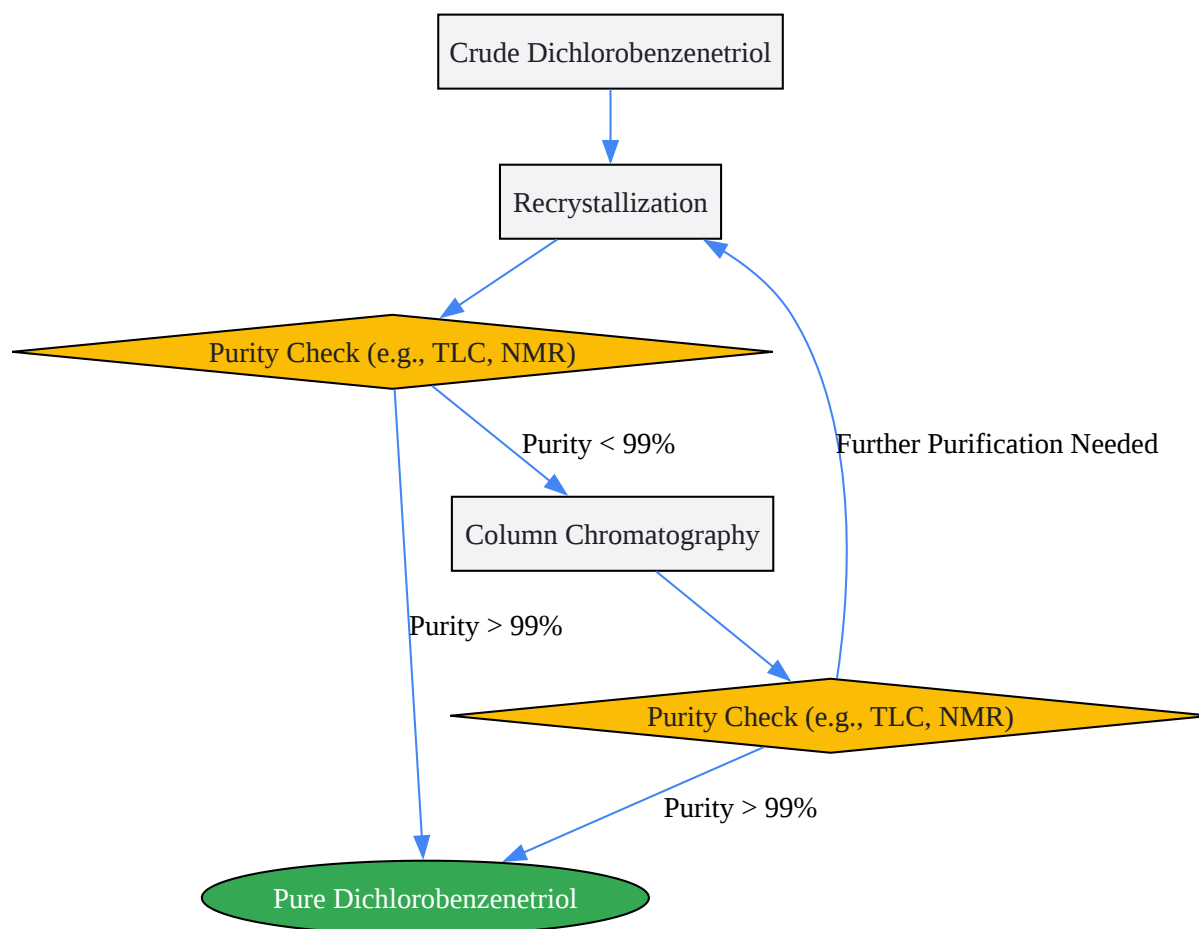 Crude Dichlorobenzenetriol
Recrystallization
Purity Check (e.g., TLC, NMR)
Purity < 99%
Further Purification Needed
Column Chromatography
Purity > 99%
Purity Check (e.g., TLC, NMR)
Purity > 99%
Pure Dichlorobenzenetriol